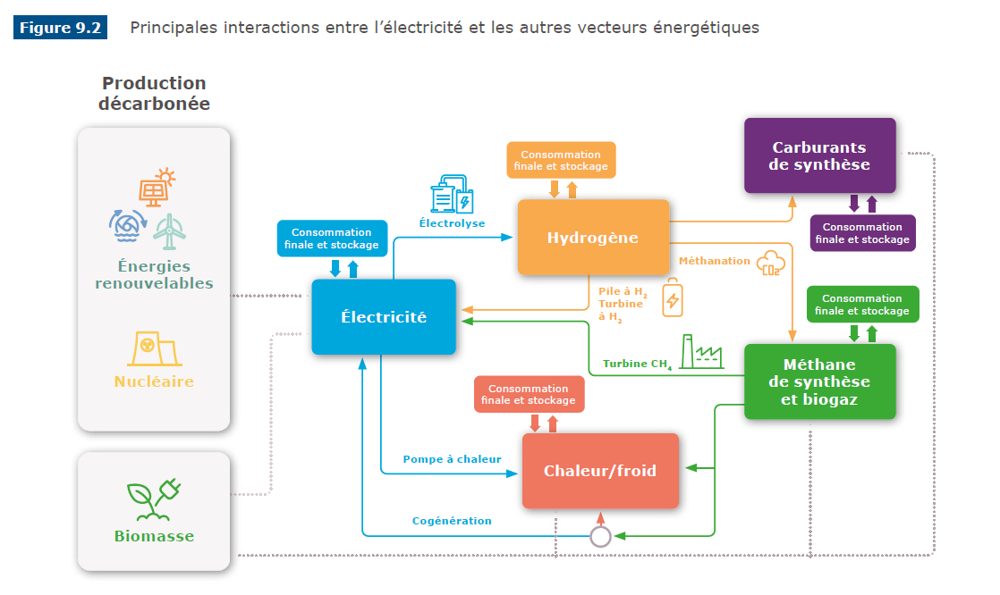 Figure 9.2
Principales interactions entre l’électricité et les autres vecteurs énergétiques
Production
décarbonée
Énergies
renouvelables
Nucléaire
Biomasse
Consommation
finale et stockage
Électricité
Électrolyse
Consommation
finale et stockage
Hydrogène
Carburants
de synthèse
Consommation
finale et stockage
Méthanation
CO2
Pile à H2
Turbine
à H2
Consommation
finale et stockage
Méthane
de synthèse
et biogaz
Turbine CH4
Consommation
finale et stockage
Chaleur/froid
Pompe à chaleur
Cogénération